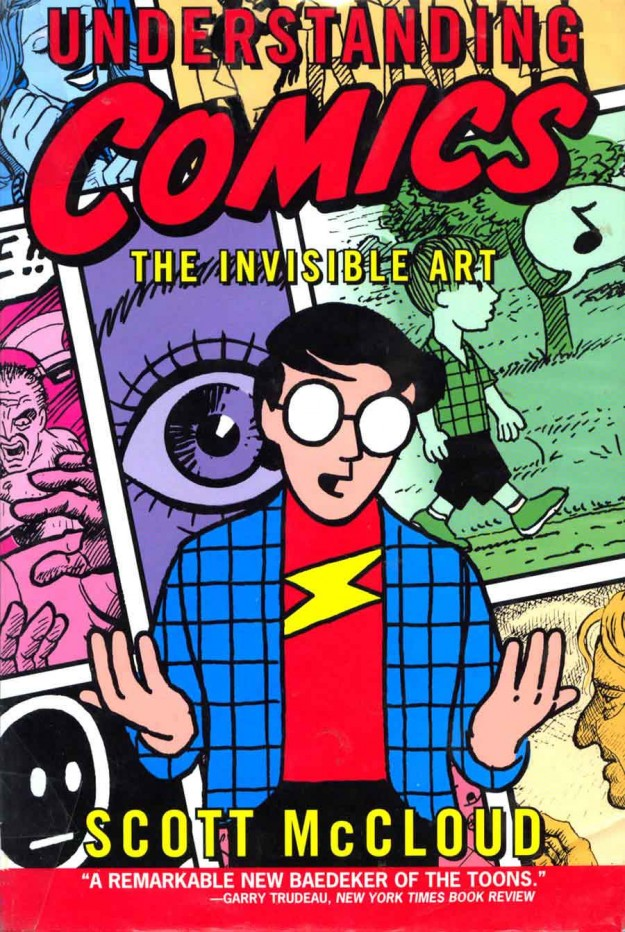 UNDERSTANDING
COMICS
THE INVISIBLE ART
E!!
SCOTT McCLOUD
“A REMARKABLE NEW BAEDEKER OF THE TOONS.”
—GARRY TRUDEAU, NEW YORK TIMES BOOK REVIEW